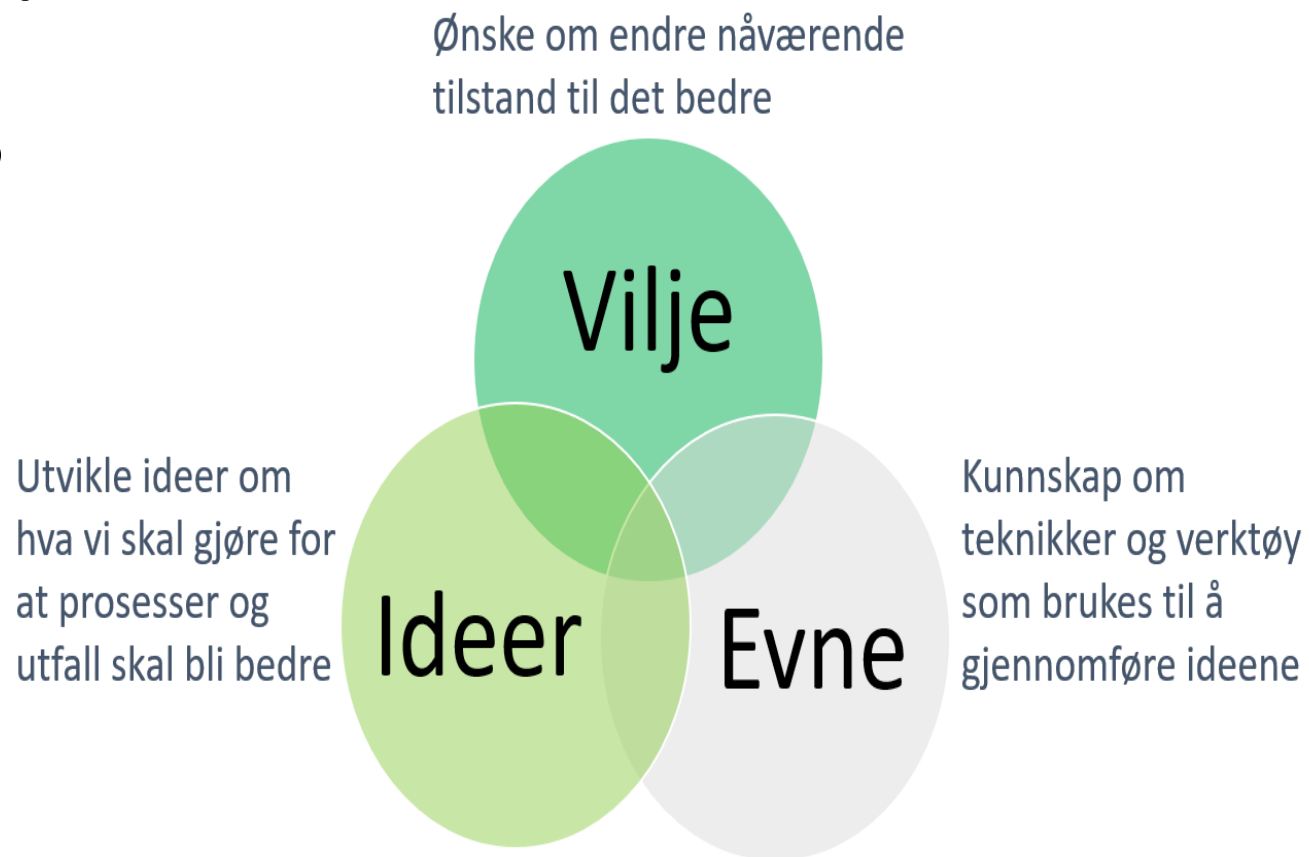 Ønske om endre nåværende
tilstand til det bedre
Vilje
Utvikle ideer om
hva vi skal gjøre for
at prosesser og
utfall skal bli bedre
Ideer
Evne
Kunnskap om
teknikker og verktøy
som brukes til å
gjennomføre ideene